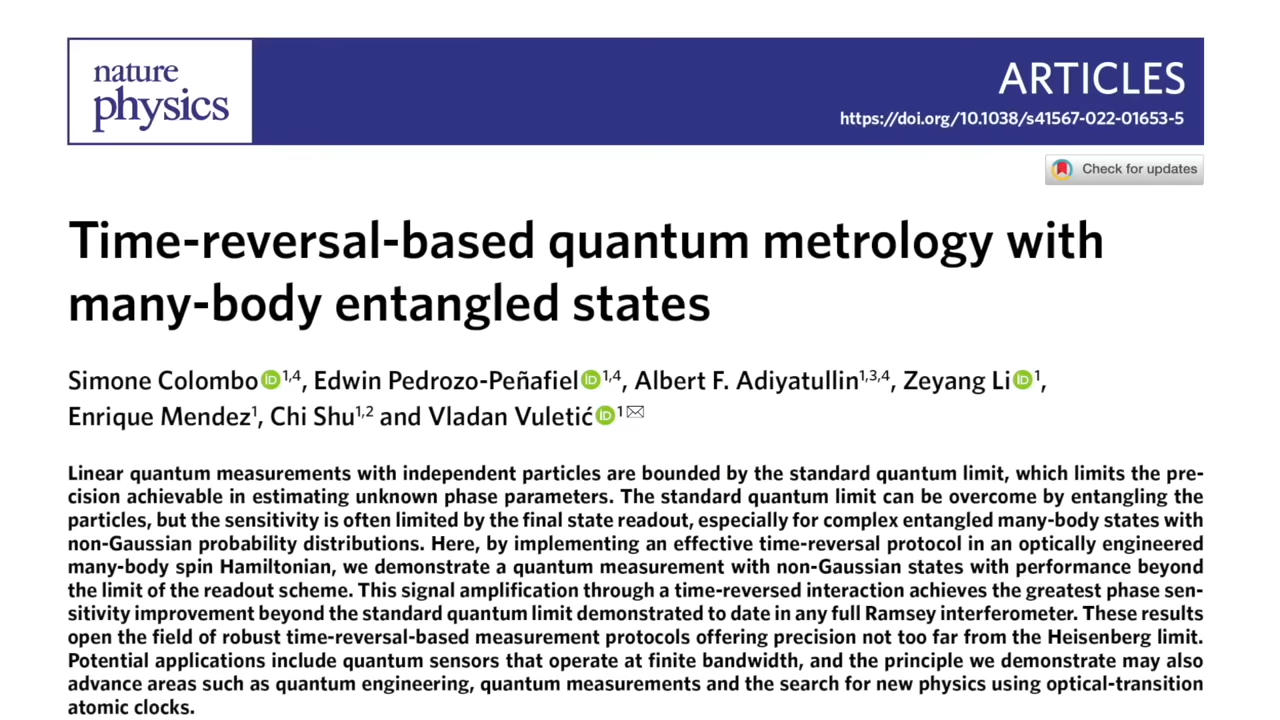 nature
physics
ARTICLES
https://doi.org/10.1038/s41567-022-01653-5
Check for updates
Time-reversal-based quantum metrology with
many-body entangled states
Simone Colombo iD 1,4, Edwin Pedrozo-Peñafiel iD 1,4, Albert F. Adiyatullin1,3,4, Zeyang Li iD 1,
Enrique Mendez1, Chi Shu1,2 and Vladan Vuletić iD 1✉
Linear quantum measurements with independent particles are bounded by the standard quantum limit, which limits the pre-
cision achievable in estimating unknown phase parameters. The standard quantum limit can be overcome by entangling the
particles, but the sensitivity is often limited by the final state readout, especially for complex entangled many-body states with
non-Gaussian probability distributions. Here, by implementing an effective time-reversal protocol in an optically engineered
many-body spin Hamiltonian, we demonstrate a quantum measurement with non-Gaussian states with performance beyond
the limit of the readout scheme. This signal amplification through a time-reversed interaction achieves the greatest phase sen-
sitivity improvement beyond the standard quantum limit demonstrated to date in any full Ramsey interferometer. These results
open the field of robust time-reversal-based measurement protocols offering precision not too far from the Heisenberg limit.
Potential applications include quantum sensors that operate at finite bandwidth, and the principle we demonstrate may also
advance areas such as quantum engineering, quantum measurements and the search for new physics using optical-transition
atomic clocks.